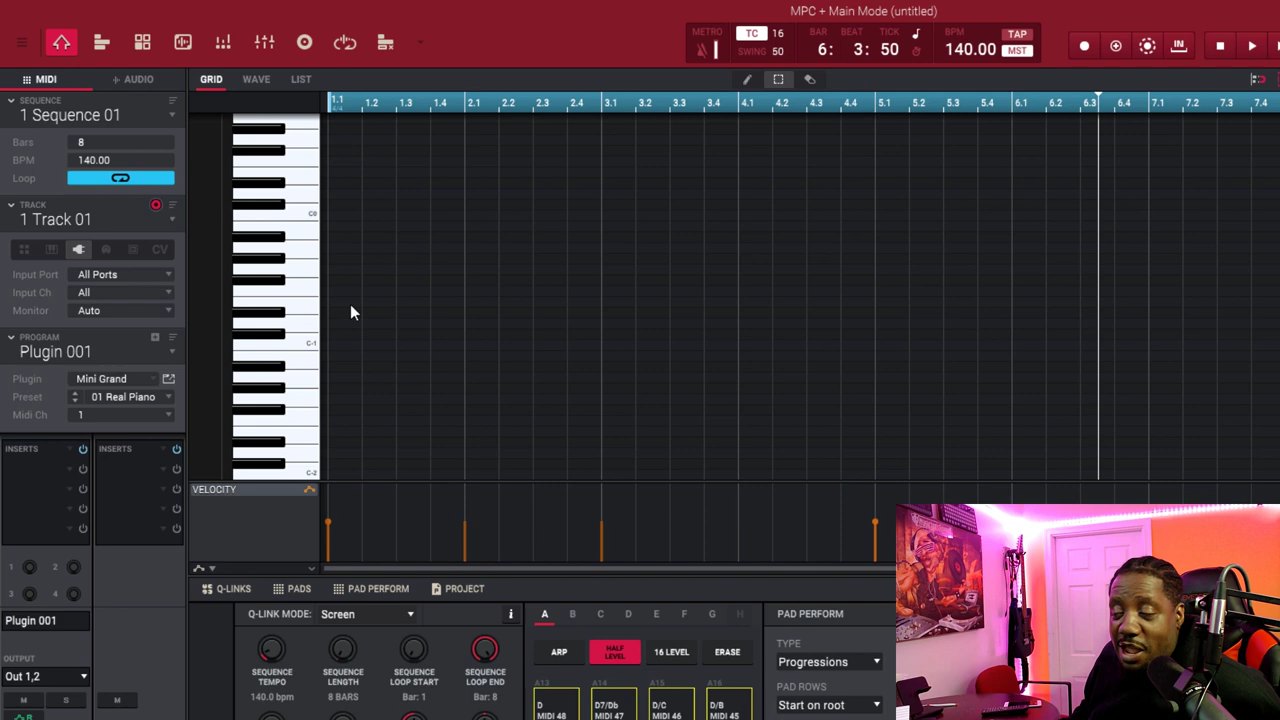 MPC + Main Mode (untitled)
METRO
TC 16
SWING 50
BAR BEAT TICK
6: 3: 50
BPM
140.00
TAP
MST
IN
MIDI
AUDIO
GRID WAVE LIST
SEQUENCE
1 Sequence 01
Bars 8
BPM 140.00
Loop
TRACK
1 Track 01
CV
Input Port All Ports
Input Ch All
Monitor Auto
PROGRAM
Plugin 001
Plugin Mini Grand
Preset 01 Real Piano
Midi Ch 1
INSERTS INSERTS
1 2
3 4
Plugin 001
OUTPUT
Out 1,2
M S M
1.1 1.2 1.3 1.4 2.1 2.2 2.3 2.4 3.1 3.2 3.3 3.4 4.1 4.2 4.3 4.4 5.1 5.2 5.3 5.4 6.1 6.2 6.3 6.4 7.1 7.2 7.3 7.4
4/4
C0
C-1
C-2
VELOCITY
Q-LINKS PADS PAD PERFORM PROJECT
Q-LINK MODE: Screen i
SEQUENCE TEMPO
140.0 bpm
SEQUENCE LENGTH
8 BARS
SEQUENCE LOOP START
Bar: 1
SEQUENCE LOOP END
Bar: 8
A B C D E F G H
ARP
HALF LEVEL
16 LEVEL
ERASE
A13 A14 A15 A16
D
MIDI 48
D7/Db
MIDI 47
D/C
MIDI 46
D/B
MIDI 45
PAD PERFORM
TYPE
Progressions
PAD ROWS
Start on root